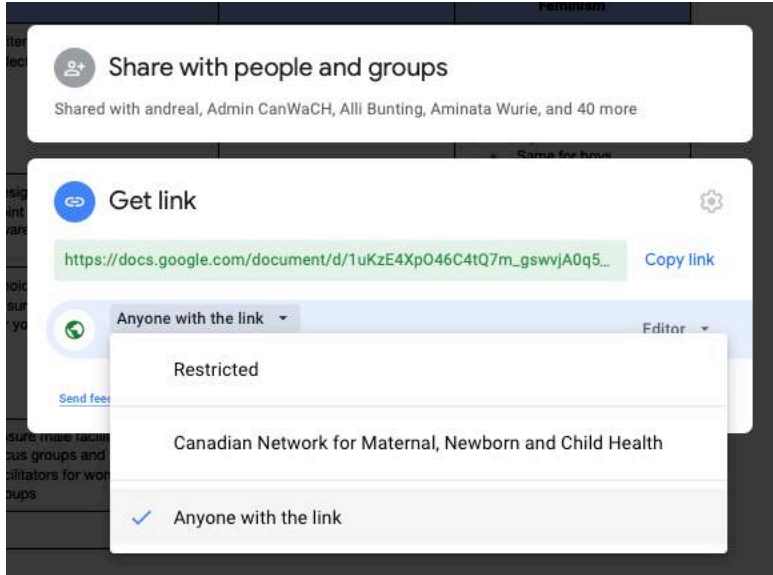 Feminism
Share with people and groups
Shared with andreal, Admin CanWaCH, Alli Bunting, Aminata Wurie, and 40 more
Same for boys
Get link
https://docs.google.com/document/d/1uKzE4XpO46C4tQ7m_gswvjA0q5...
Copy link
Anyone with the link
Editor
Restricted
Send feed
Canadian Network for Maternal, Newborn and Child Health
sure male facili
cus groups and
cilitators for wor
oups
Anyone with the link